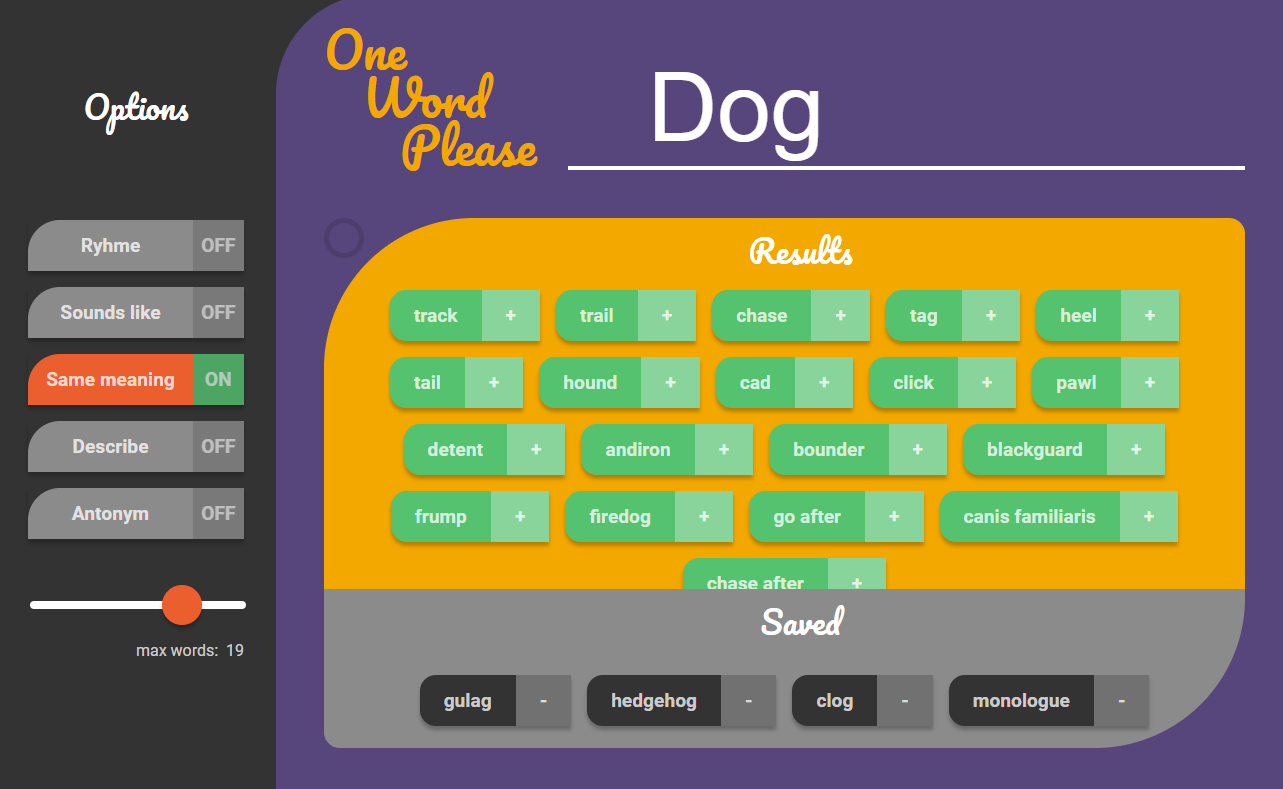 Options
Ryhme OFF
Sounds like OFF
Same meaning ON
Describe OFF
Antonym OFF
max words: 19
One
Word
Please
Dog
Results
track + trail + chase + tag + heel +
tail + hound + cad + click + pawl +
detent + andiron + bounder + blackguard +
frump + firedog + go after + canis familiaris +
chase after +
Saved
gulag - hedgehog - clog - monologue -